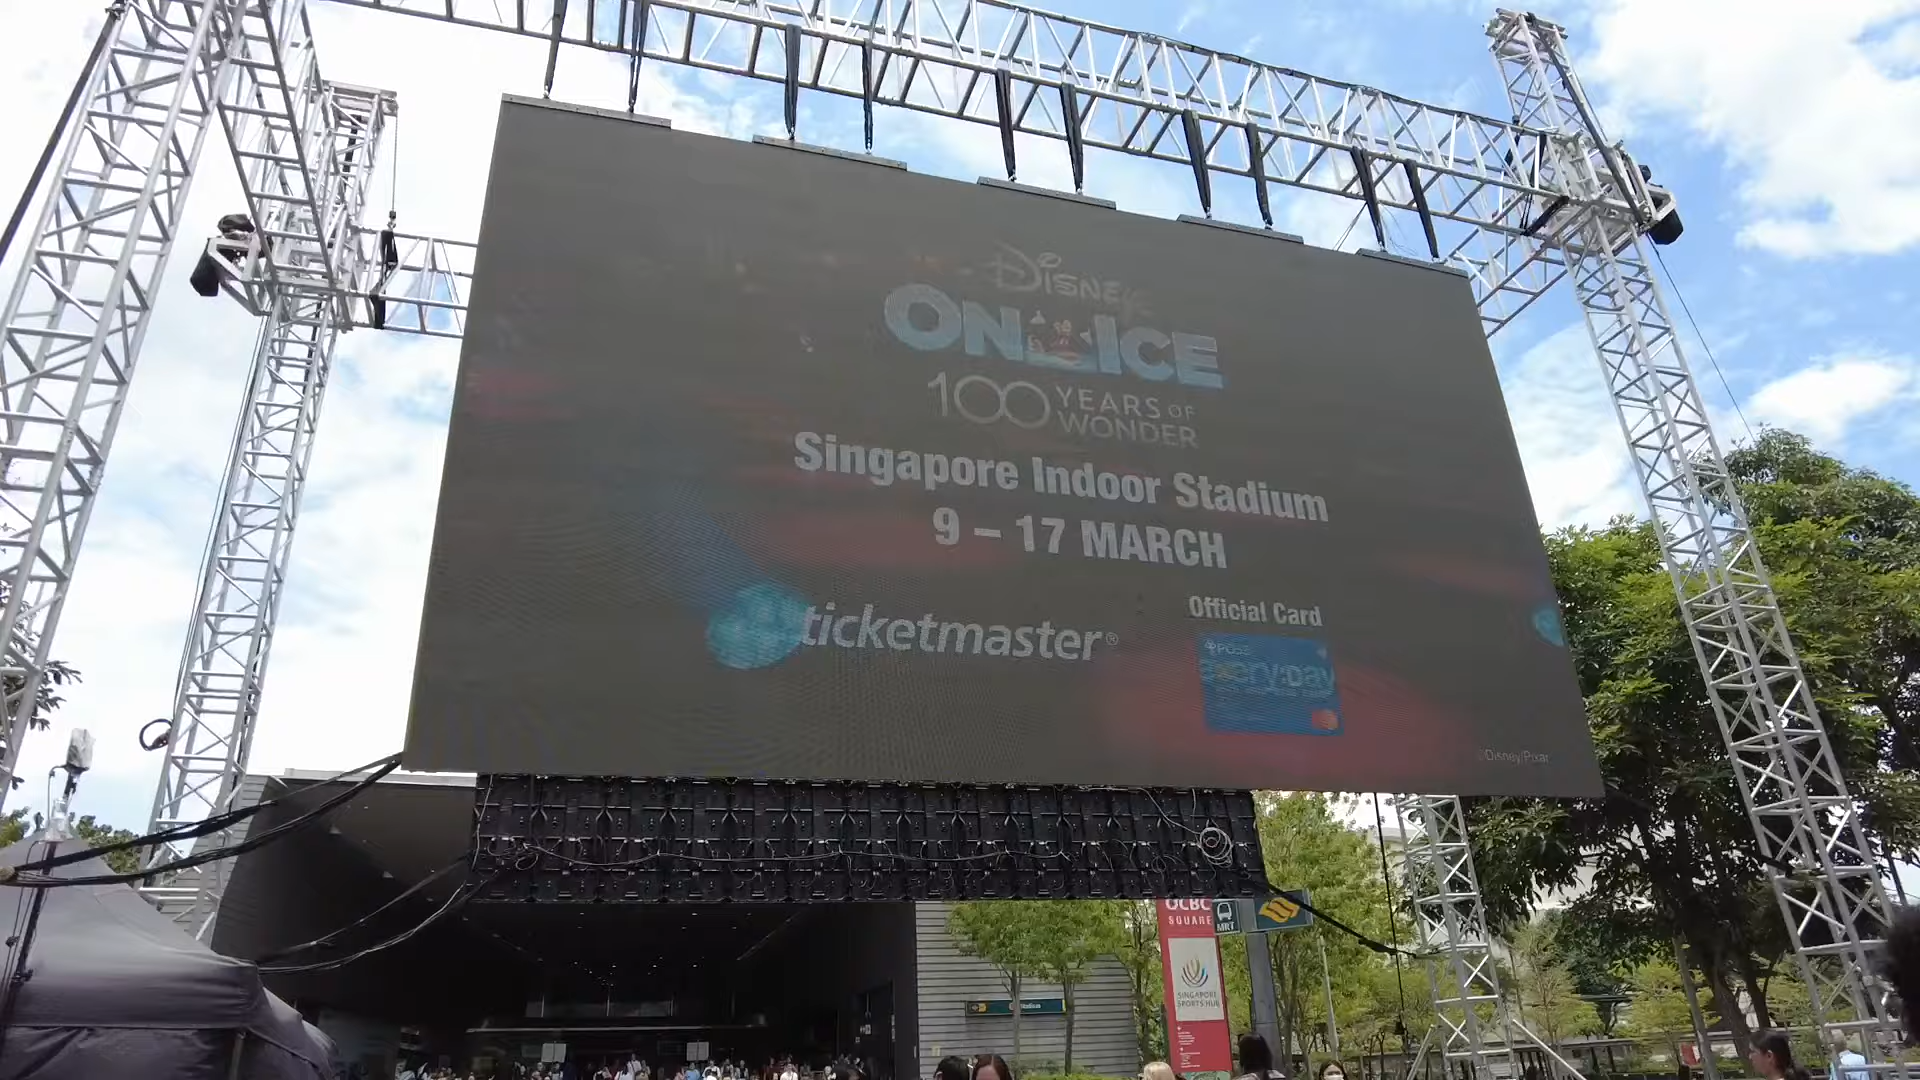 Disney
ON ICE
100 YEARS OF
WONDER
Singapore Indoor Stadium
9 – 17 MARCH
ticketmaster®
Official Card
POSB
everyday
©Disney/Pixar
OCBC
SQUARE
MRT
SINGAPORE
SPORTS HUB
Stadium